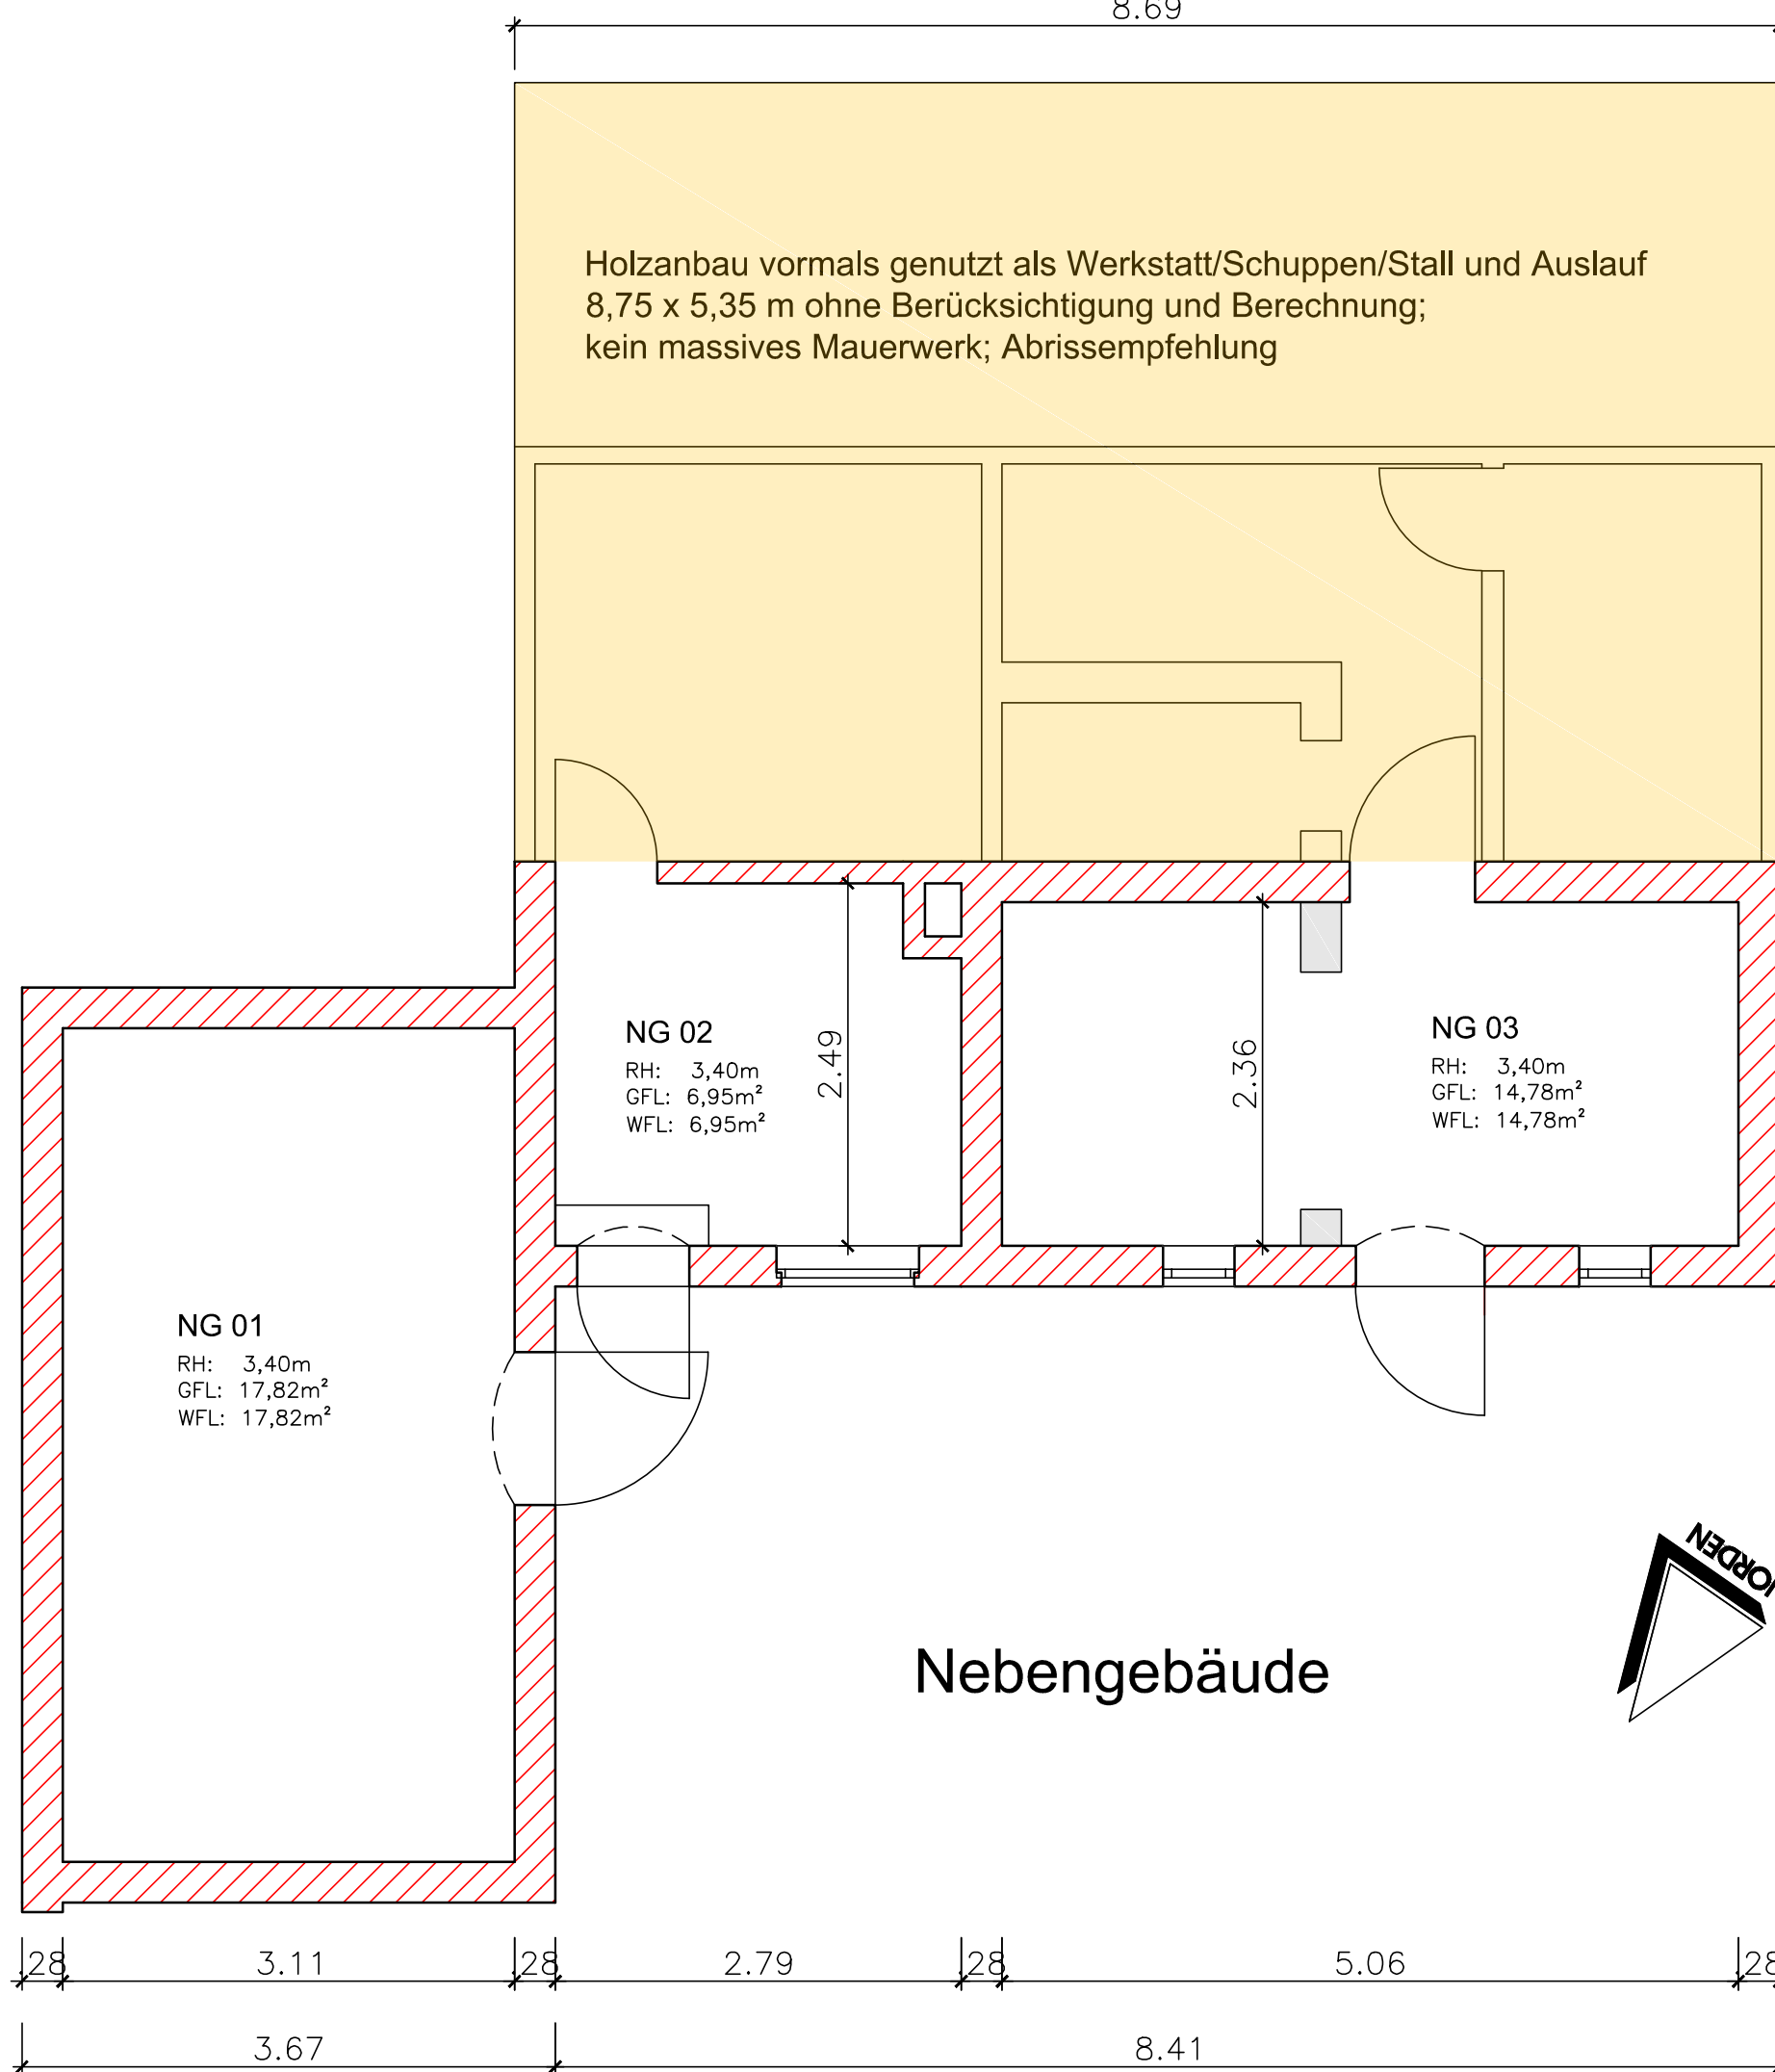 8.69
Holzanbau vormals genutzt als Werkstatt/Schuppen/Stall und Auslauf
8,75 x 5,35 m ohne Berücksichtigung und Berechnung;
kein massives Mauerwerk; Abrissempfehlung
NG 02
RH: 3,40m
GFL: 6,95m²
WFL: 6,95m²
2.49
2.36
NG 03
RH: 3,40m
GFL: 14,78m²
WFL: 14,78m²
NG 01
RH: 3,40m
GFL: 17,82m²
WFL: 17,82m²
NORDEN
Nebengebäude
28 3.11 28 2.79 28 5.06 28
3.67 8.41